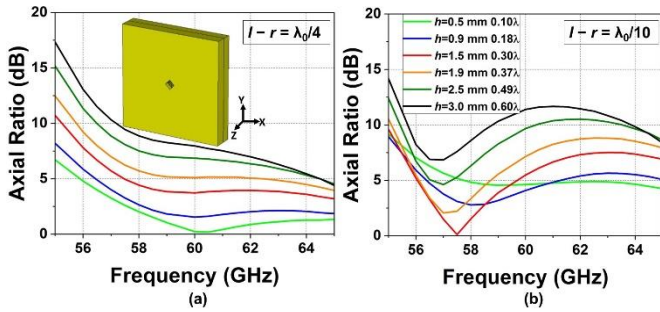 20
15
10
5
0
Axial Ratio (dB)
(a)
l – r = λ₀/4
Y
X
Z
56 58 60 62 64
Frequency (GHz)
(a)
20
15
10
5
0
Axial Ratio (dB)
(b)
h=0.5 mm 0.10λ
h=0.9 mm 0.18λ
h=1.5 mm 0.30λ
h=1.9 mm 0.37λ
h=2.5 mm 0.49λ
h=3.0 mm 0.60λ
l – r = λ₀/10
56 58 60 62 64
Frequency (GHz)
(b)